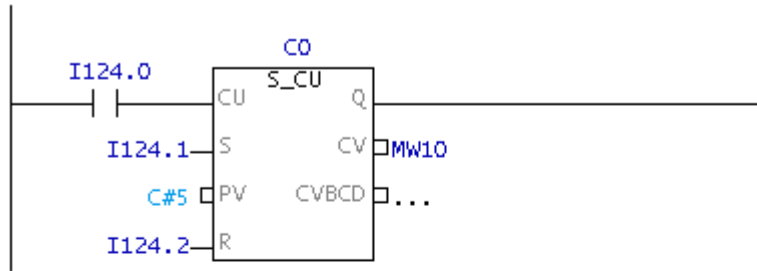 C0
I124.0
S_CU
CU Q
I124.1 S CV MW10
C#5 PV CVBCD ...
I124.2 R